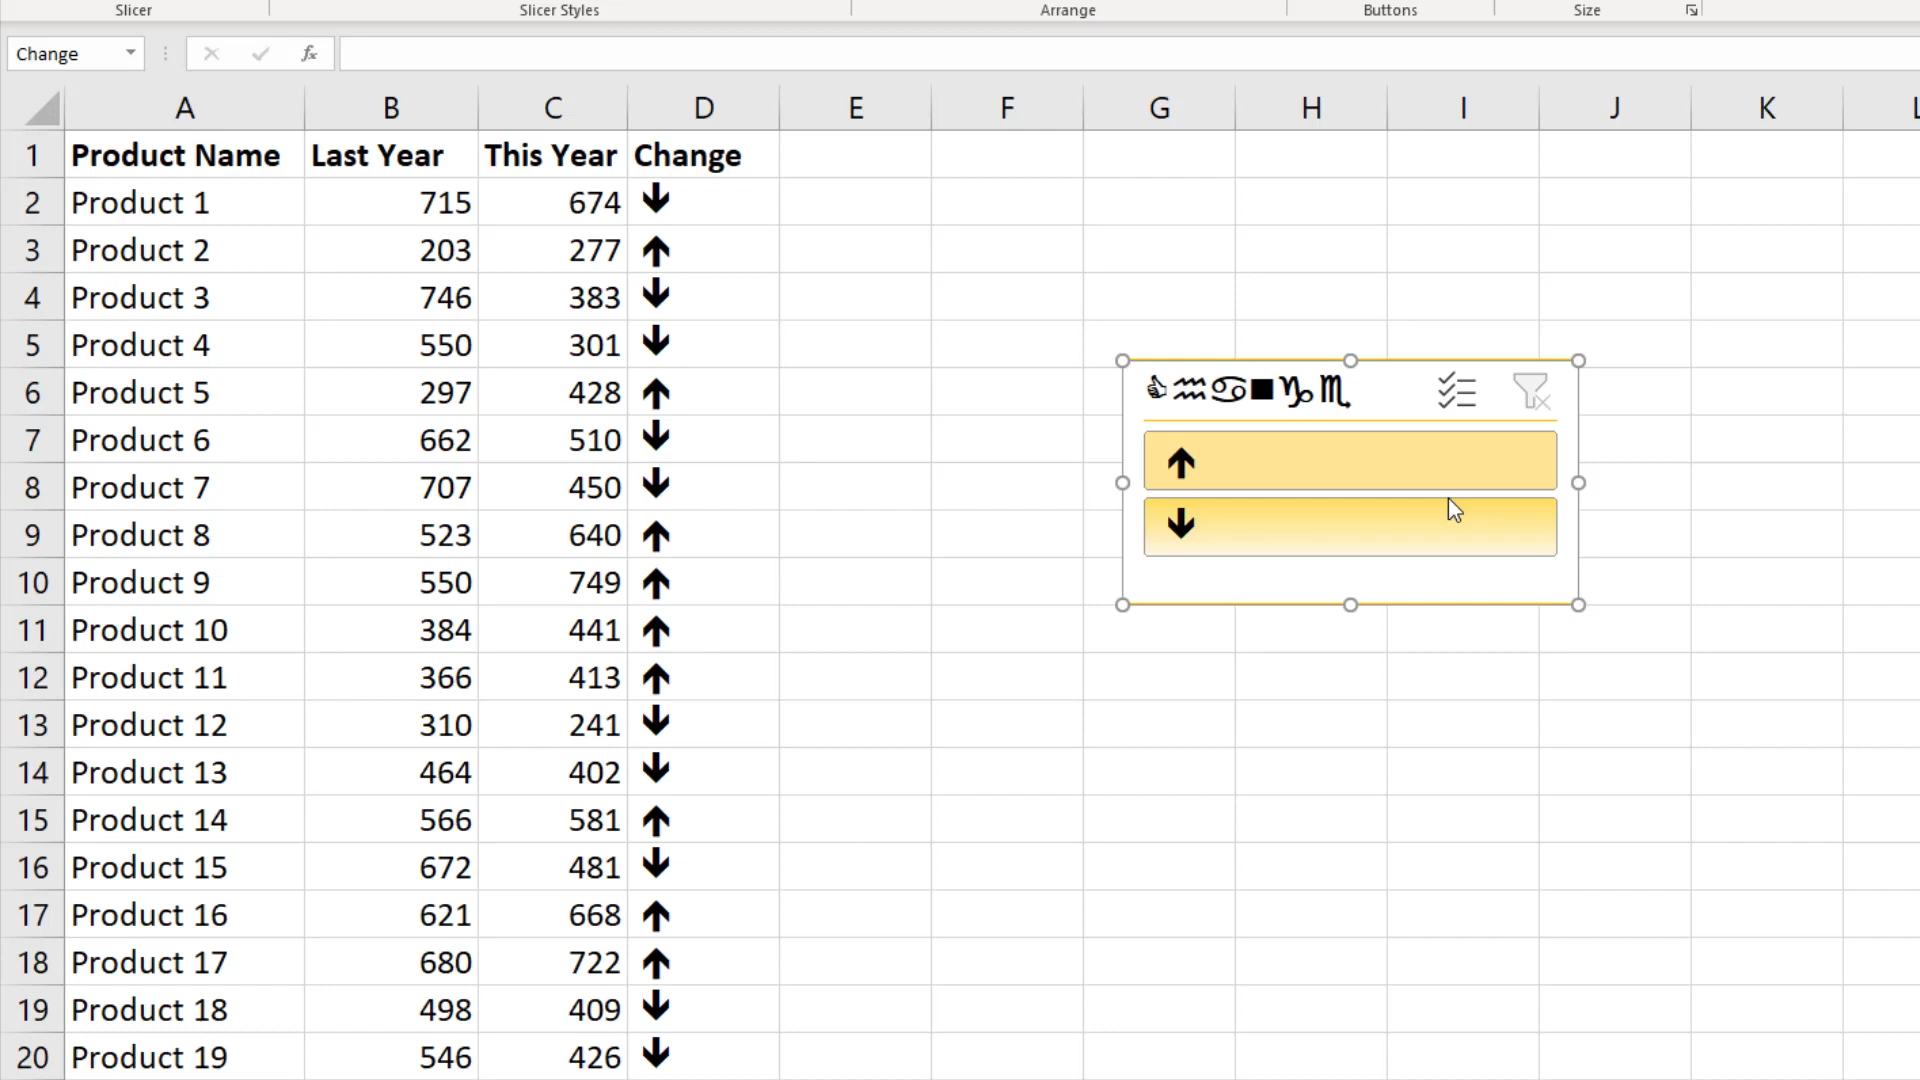 Slicer Slicer Styles Arrange Buttons Size
Change fx
A B C D E F G H I J K L
1 Product Name Last Year This Year Change
2 Product 1 715 674 🡻
3 Product 2 203 277 🡹
4 Product 3 746 383 🡻
5 Product 4 550 301 🡻
6 Product 5 297 428 🡹
♋︎■♑︎♏︎
7 Product 6 662 510 🡻
🡹
8 Product 7 707 450 🡻
9 Product 8 523 640 🡹
🡻
10 Product 9 550 749 🡹
11 Product 10 384 441 🡹
12 Product 11 366 413 🡹
13 Product 12 310 241 🡻
14 Product 13 464 402 🡻
15 Product 14 566 581 🡹
16 Product 15 672 481 🡻
17 Product 16 621 668 🡹
18 Product 17 680 722 🡹
19 Product 18 498 409 🡻
20 Product 19 546 426 🡻